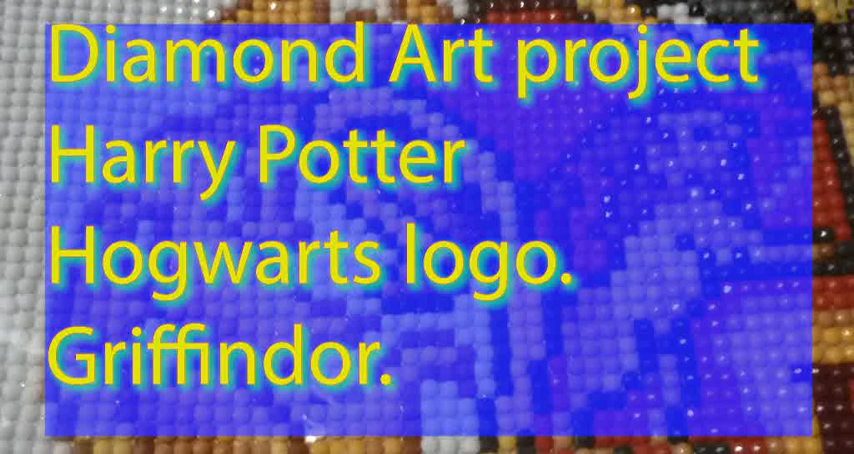 Diamond Art project
Harry Potter
Hogwarts logo.
Griffindor.